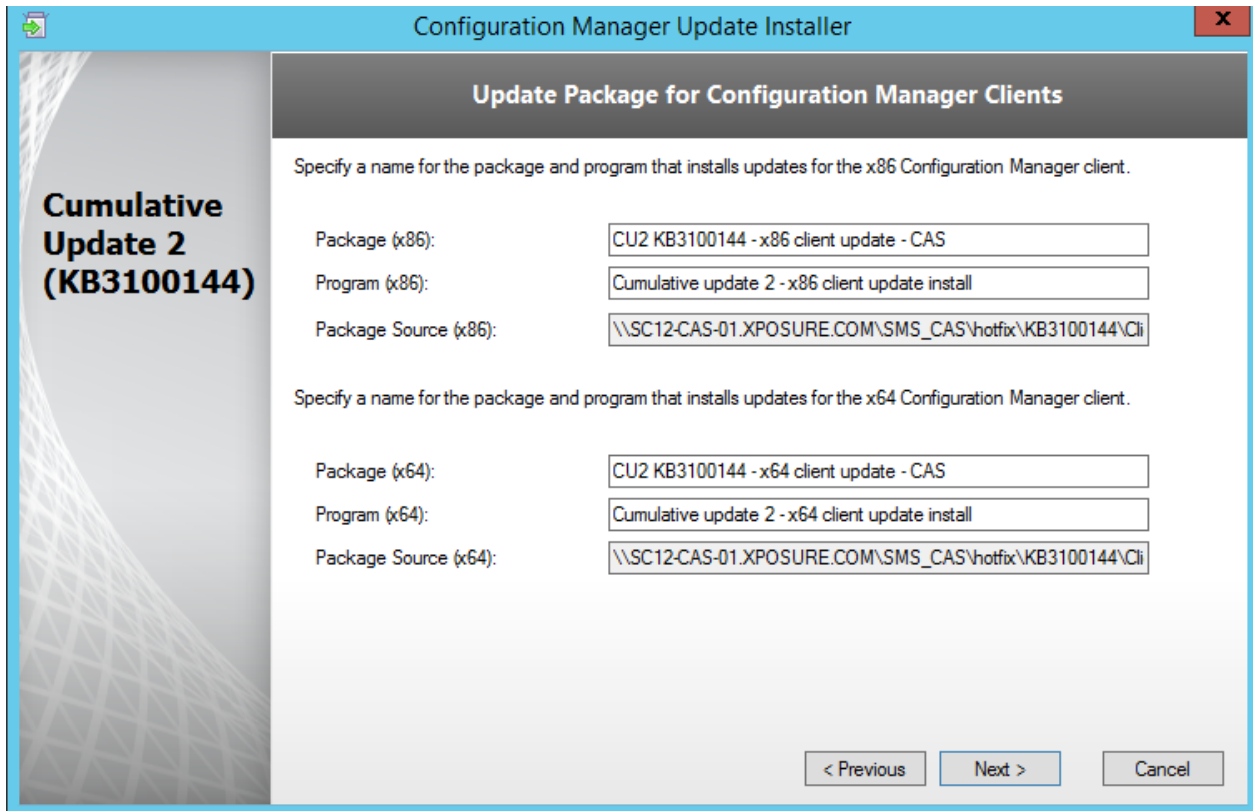 Configuration Manager Update Installer
x
Update Package for Configuration Manager Clients
Cumulative
Update 2
(KB3100144)
Specify a name for the package and program that installs updates for the x86 Configuration Manager client.
Package (x86):
CU2 KB3100144 - x86 client update - CAS
Program (x86):
Cumulative update 2 - x86 client update install
Package Source (x86):
\\SC12-CAS-01.XPOSURE.COM\SMS_CAS\hotfix\KB3100144\Cli
Specify a name for the package and program that installs updates for the x64 Configuration Manager client.
Package (x64):
CU2 KB3100144 - x64 client update - CAS
Program (x64):
Cumulative update 2 - x64 client update install
Package Source (x64):
\\SC12-CAS-01.XPOSURE.COM\SMS_CAS\hotfix\KB3100144\Cli
< Previous
Next >
Cancel